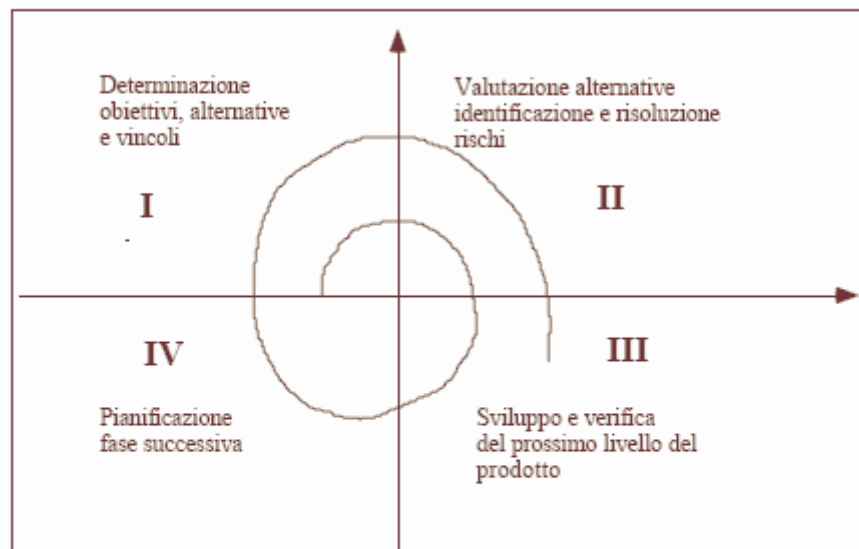 Determinazione
obiettivi, alternative
e vincoli
I
Valutazione alternative
identificazione e risoluzione
rischi
II
IV
Pianificazione
fase successiva
III
Sviluppo e verifica
del prossimo livello del
prodotto